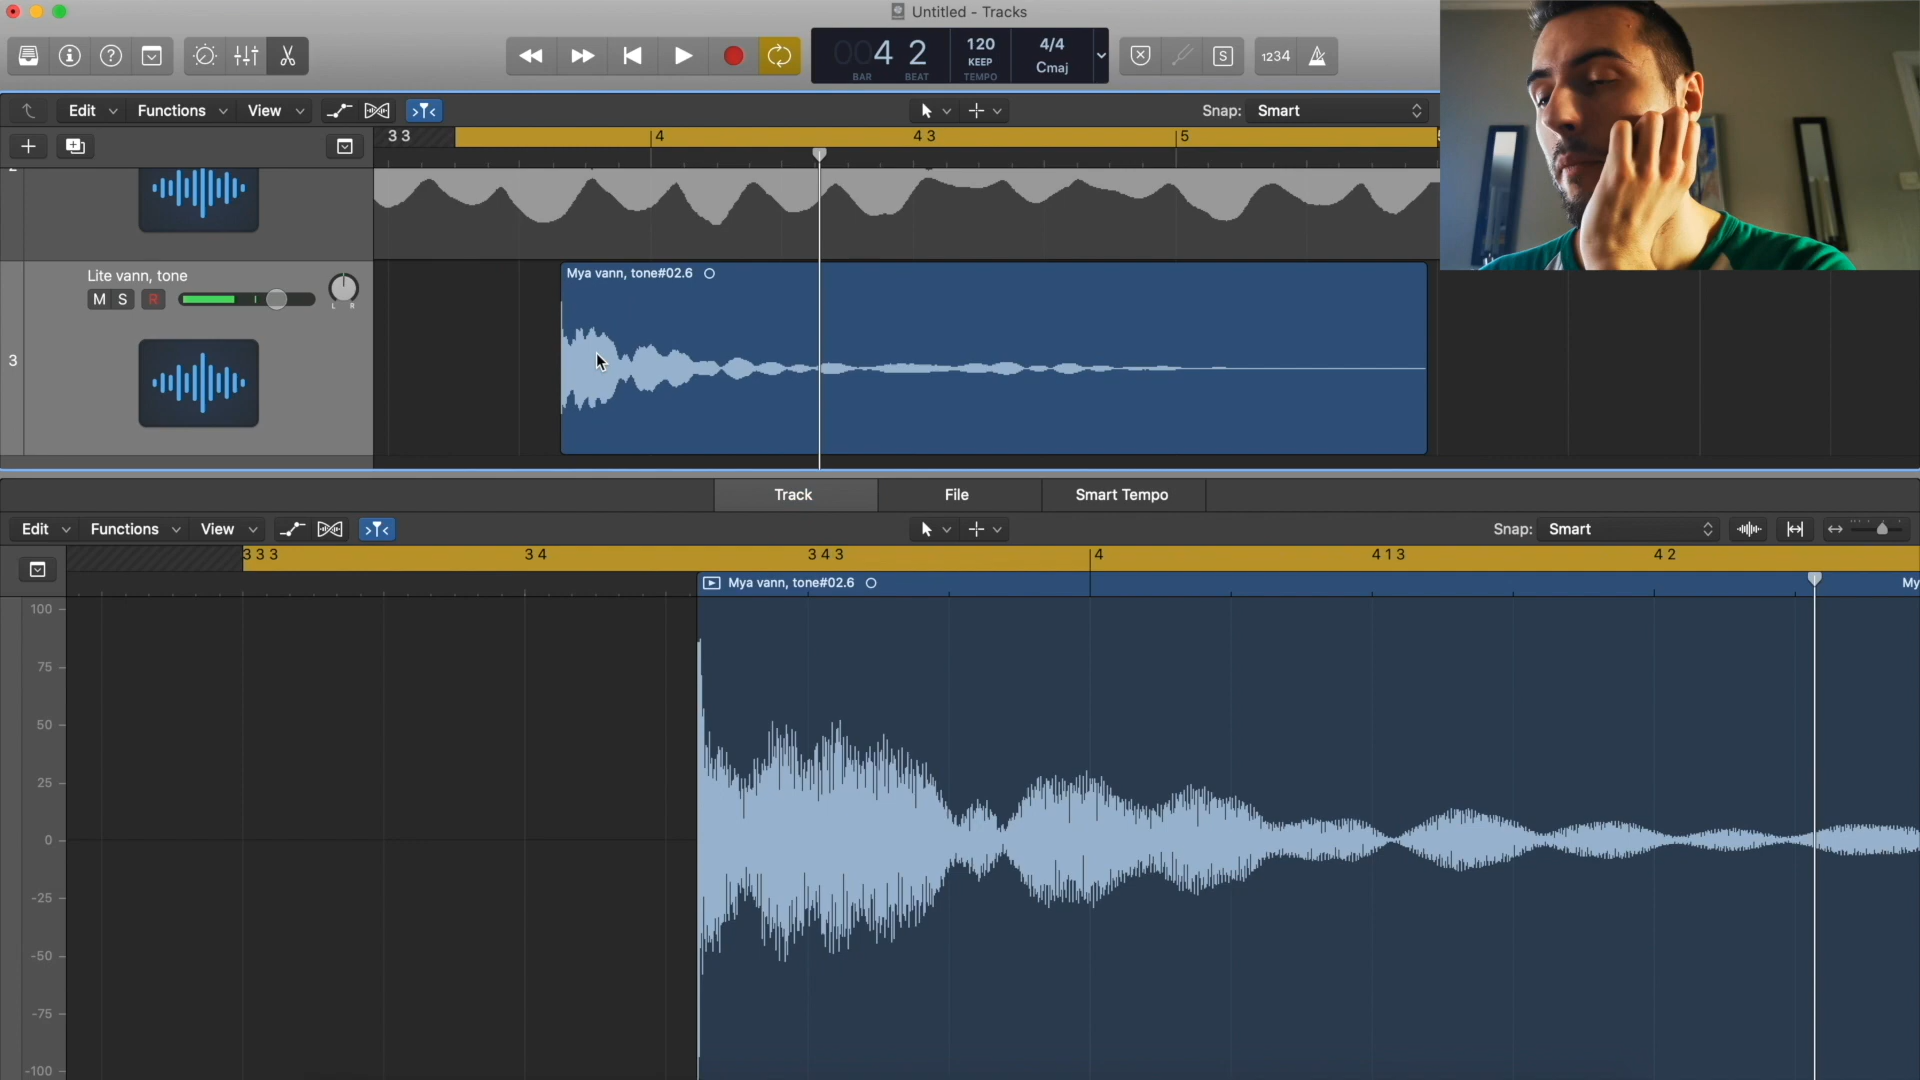 Untitled - Tracks
004 2
BAR BEAT
120
KEEP
TEMPO
4/4
Cmaj
S
1234
Edit Functions View
Snap: Smart
3 3 4 4 3 5
Lite vann, tone
M S R
L R
3
Mya vann, tone#02.6
Track File Smart Tempo
Edit Functions View
Snap: Smart
3 3 3 3 4 3 4 3 4 4 1 3 4 2
Mya vann, tone#02.6 My
100
75
50
25
0
-25
-50
-75
-100